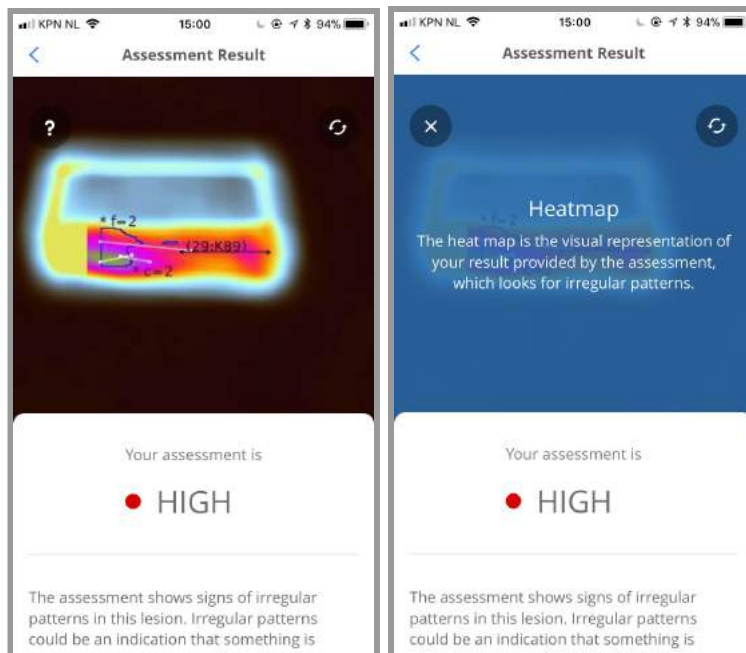 KPN NL 15:00 94%
Assessment Result
?
* f=2
(29;K89)
* c=2
Your assessment is
HIGH
The assessment shows signs of irregular
patterns in this lesion. Irregular patterns
could be an indication that something is
KPN NL 15:00 94%
Assessment Result
Heatmap
The heat map is the visual representation of
your result provided by the assessment,
which looks for irregular patterns.
Your assessment is
HIGH
The assessment shows signs of irregular
patterns in this lesion. Irregular patterns
could be an indication that something is